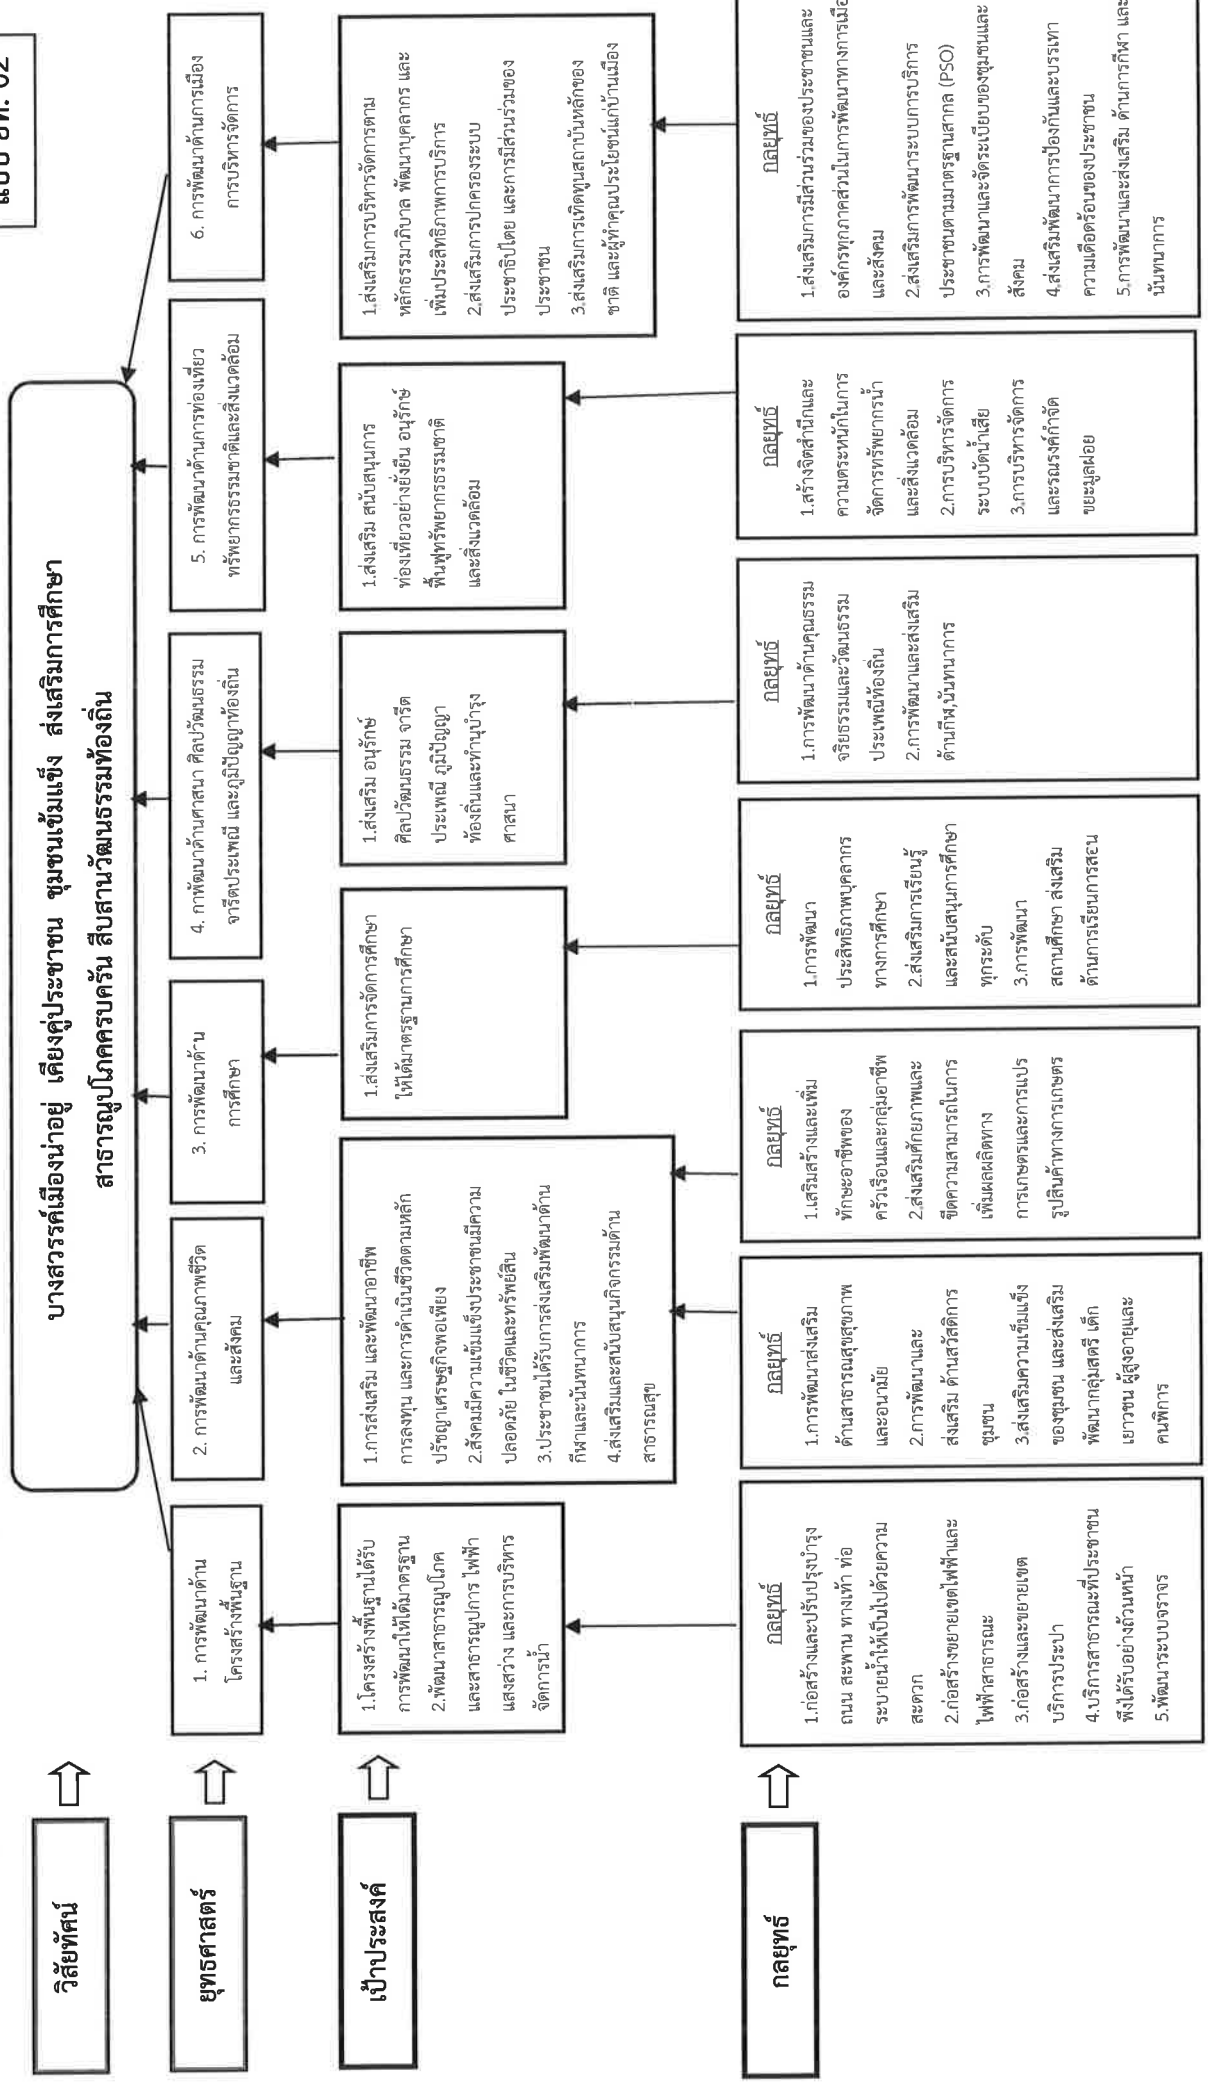 แบบ ยท. 02
วิสัยทัศน์
บางสวรรค์เมืองน่าอยู่ เคียงคู่ประชาชน ชุมชนเข้มแข็ง ส่งเสริมการศึกษา
สาธารณูปโภคครบครัน สืบสานวัฒนธรรมท้องถิ่น
ยุทธศาสตร์
1. การพัฒนาด้าน
โครงสร้างพื้นฐาน
2. การพัฒนาด้านคุณภาพชีวิต
และสังคม
3. การพัฒนาด้าน
การศึกษา
4. กาพัฒนาด้านศาสนา ศิลปวัฒนธรรม
จารีตประเพณี และภูมิปัญญาท้องถิ่น
5. การพัฒนาด้านการท่องเที่ยว
ทรัพยากรธรรมชาติและสิ่งแวดล้อม
6. การพัฒนาด้านการเมือง
การบริหารจัดการ
เป้าประสงค์
1.โครงสร้างพื้นฐานได้รับ
การพัฒนาให้ได้มาตรฐาน
2.พัฒนาสาธารณูปโภค
และสาธารณูปการ ไฟฟ้า
แสงสว่าง และการบริหาร
จัดการน้ำ
1.การส่งเสริม และพัฒนาอาชีพ
การลงทุน และการดำเนินชีวิตตามหลัก
ปรัชญาเศรษฐกิจพอเพียง
2.สังคมมีความเข้มแข็งประชาชนมีความ
ปลอดภัย ในชีวิตและทรัพย์สิน
3.ประชาชนได้รับการส่งเสริมพัฒนาด้าน
กีฬาและนันทนาการ
4.ส่งเสริมและสนับสนุนกิจกรรมด้าน
สาธารณสุข
1.ส่งเสริมการจัดการศึกษา
ให้ได้มาตรฐานการศึกษา
1.ส่งเสริม อนุรักษ์
ศิลปวัฒนธรรม จารีต
ประเพณี ภูมิปัญญา
ท้องถิ่นและทำนุบำรุง
ศาสนา
1.ส่งเสริม สนับสนุนการ
ท่องเที่ยวอย่างยั่งยืน อนุรักษ์
ฟื้นฟูทรัพยากรธรรมชาติ
และสิ่งแวดล้อม
1.ส่งเสริมการบริหารจัดการตาม
หลักธรรมาภิบาล พัฒนาบุคลากร และ
เพิ่มประสิทธิภาพการบริการ
2.ส่งเสริมการปกครองระบบ
ประชาธิปไตย และการมีส่วนร่วมของ
ประชาชน
3.ส่งเสริมการเทิดทูนสถาบันหลักของ
ชาติ และผู้ทำคุณประโยชน์แก่บ้านเมือง
กลยุทธ์
กลยุทธ์
1.ก่อสร้างและปรับปรุงบำรุง
ถนน สะพาน ทางเท้า ท่อ
ระบายน้ำให้เป็นไปด้วยความ
สะดวก
2.ก่อสร้างขยายเขตไฟฟ้าและ
ไฟฟ้าสาธารณะ
3.ก่อสร้างและขยายเขต
บริการประปา
4.บริการสาธารณะที่ประชาชน
พึงได้รับอย่างถ้วนหน้า
5.พัฒนาระบบจราจร
กลยุทธ์
1.การพัฒนาส่งเสริม
ด้านสาธารณสุขสุขภาพ
และอนามัย
2.การพัฒนาและ
ส่งเสริม ด้านสวัสดิการ
ชุมชน
3.ส่งเสริมความเข้มแข็ง
ของชุมชน และส่งเสริม
พัฒนากลุ่มสตรี เด็ก
เยาวชน ผู้สูงอายุและ
คนพิการ
กลยุทธ์
1.เสริมสร้างและเพิ่ม
ทักษะอาชีพของ
ครัวเรือนและกลุ่มอาชีพ
2.ส่งเสริมศักยภาพและ
ขีดความสามารถในการ
เพิ่มผลผลิตทาง
การเกษตรและการแปร
รูปสินค้าทางการเกษตร
กลยุทธ์
1.การพัฒนา
ประสิทธิภาพบุคลากร
ทางการศึกษา
2.ส่งเสริมการเรียนรู้
และสนับสนุนการศึกษา
ทุกระดับ
3.การพัฒนา
สถานศึกษา ส่งเสริม
ด้านการเรียนการสอน
กลยุทธ์
1.การพัฒนาด้านคุณธรรม
จริยธรรมและวัฒนธรรม
ประเพณีท้องถิ่น
2.การพัฒนาและส่งเสริม
ด้านกีฬ,นันทนาการ
กลยุทธ์
1.สร้างจิตสำนึกและ
ความตระหนักในการ
จัดการทรัพยากรน้ำ
และสิ่งแวดล้อม
2.การบริหารจัดการ
ระบบบัดน้ำเสีย
3.การบริหารจัดการ
และรณรงค์กำจัด
ขยะมูลฝอย
กลยุทธ์
1.ส่งเสริมการมีส่วนร่วมของประชาชนและ
องค์กรทุกภาคส่วนในการพัฒนาทางการเมือง
และสังคม
2.ส่งเสริมการพัฒนาระบบการบริการ
ประชาชนตามมาตรฐานสากล (PSO)
3.การพัฒนาและจัดระเบียบของชุมชนและ
สังคม
4.ส่งเสริมพัฒนาการป้องกันและบรรเทา
ความเดือดร้อนของประชาชน
5.การพัฒนาและส่งเสริม ด้านการกีฬา และ
นันทนาการ